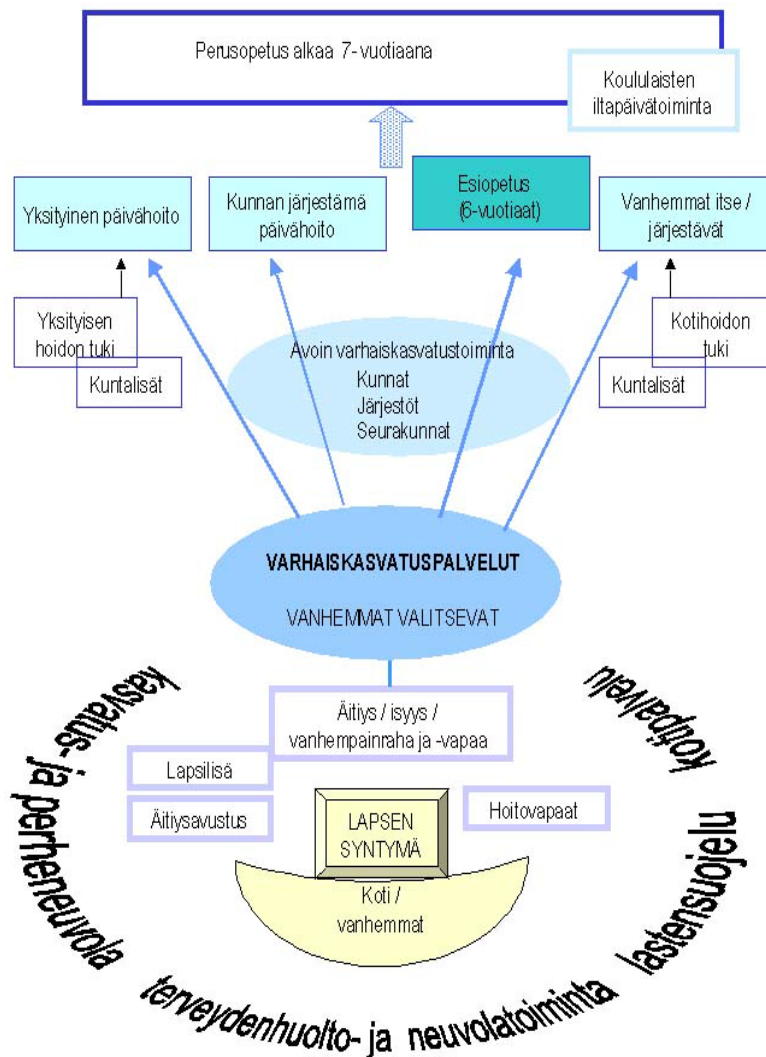 Perusopetus alkaa 7- vuotiaana
Koululaisten
iltapäivätoiminta
Yksityinen päivähoito
Kunnan järjestämä
päivähoito
Esiopetus
(6-vuotiaat)
Vanhemmat itse /
järjestävät
Yksityisen
hoidon tuki
Kuntalisät
Avoin varhaiskasvatustoiminta
Kunnat
Järjestöt
Seurakunnat
Kotihoidon
tuki
Kuntalisät
VARHAISKASVATUSPALVELUT
VANHEMMAT VALITSEVAT
Äitiys / isyys /
vanhempainraha ja -vapaa
Lapsilisä
Äitiysavustus
Hoitovapaat
LAPSEN
SYNTYMÄ
Koti /
vanhemmat
kasvatus- ja perheneuvola
terveydenhuolto- ja neuvolatoiminta
lastensuojelu
kotipalvelu